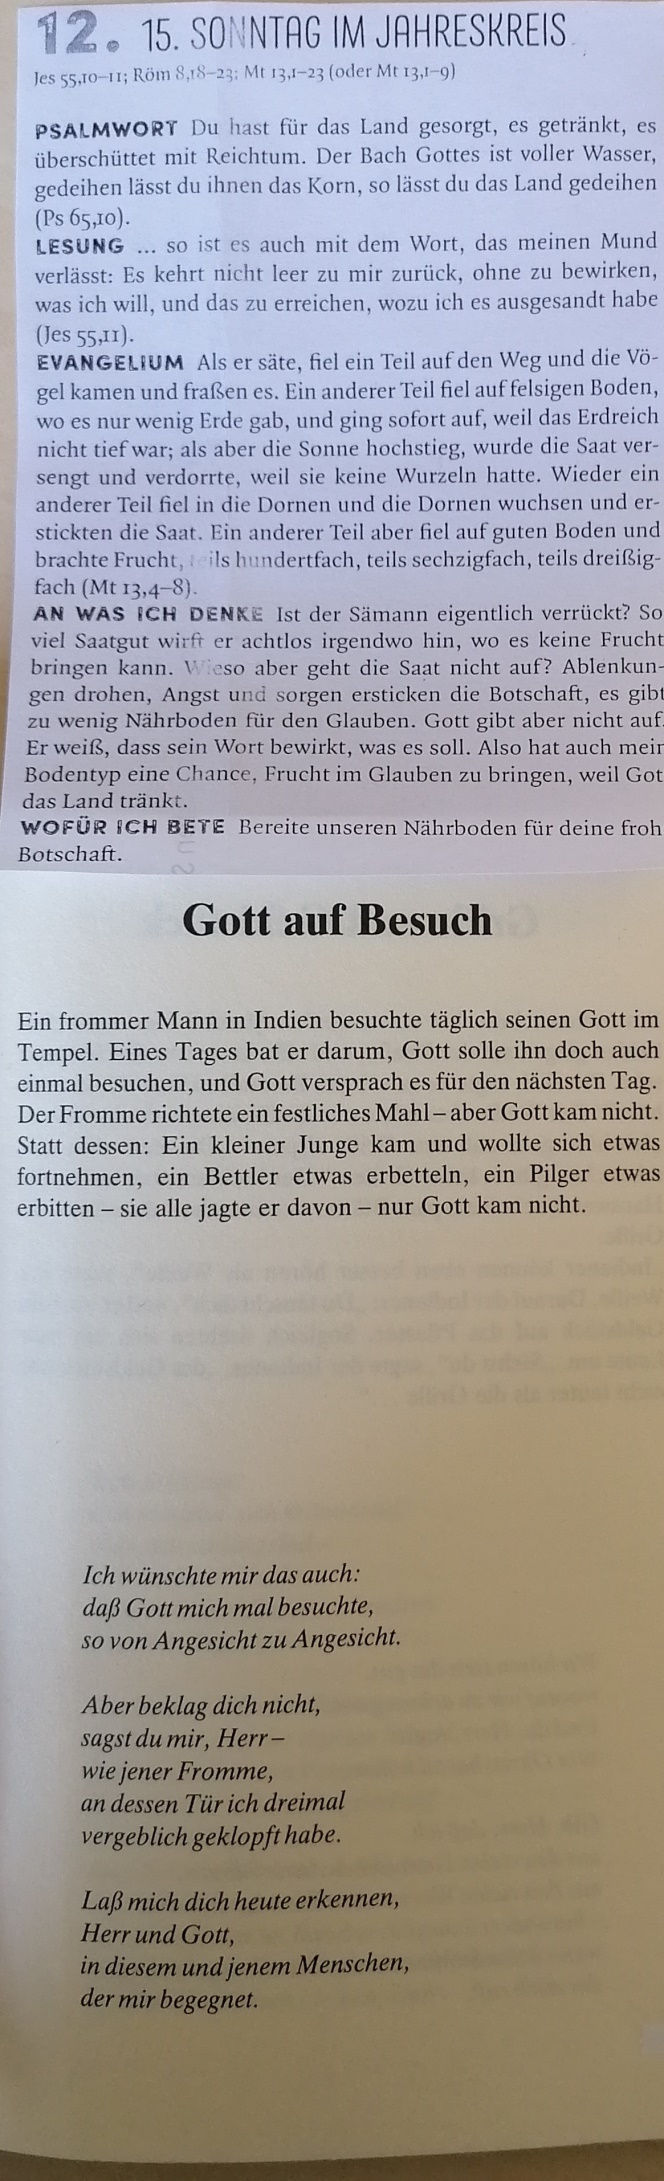 12. 15. SONNTAG IM JAHRESKREIS
Jes 55,10–11; Röm 8,18–23; Mt 13,1–23 (oder Mt 13,1–9)
PSALMWORT Du hast für das Land gesorgt, es getränkt, es
überschüttet mit Reichtum. Der Bach Gottes ist voller Wasser,
gedeihen lässt du ihnen das Korn, so lässt du das Land gedeihen
(Ps 65,10).
LESUNG ... so ist es auch mit dem Wort, das meinen Mund
verlässt: Es kehrt nicht leer zu mir zurück, ohne zu bewirken,
was ich will, und das zu erreichen, wozu ich es ausgesandt habe
(Jes 55,11).
EVANGELIUM Als er säte, fiel ein Teil auf den Weg und die Vö-
gel kamen und fraßen es. Ein anderer Teil fiel auf felsigen Boden,
wo es nur wenig Erde gab, und ging sofort auf, weil das Erdreich
nicht tief war; als aber die Sonne hochstieg, wurde die Saat ver-
sengt und verdorrte, weil sie keine Wurzeln hatte. Wieder ein
anderer Teil fiel in die Dornen und die Dornen wuchsen und er-
stickten die Saat. Ein anderer Teil aber fiel auf guten Boden und
brachte Frucht, teils hundertfach, teils sechzigfach, teils dreißig-
fach (Mt 13,4–8).
AN WAS ICH DENKE Ist der Sämann eigentlich verrückt? So
viel Saatgut wirft er achtlos irgendwo hin, wo es keine Frucht
bringen kann. Wieso aber geht die Saat nicht auf? Ablenkun-
gen drohen, Angst und sorgen ersticken die Botschaft, es gibt
zu wenig Nährboden für den Glauben. Gott gibt aber nicht auf.
Er weiß, dass sein Wort bewirkt, was es soll. Also hat auch mein
Bodentyp eine Chance, Frucht im Glauben zu bringen, weil Got
das Land tränkt.
WOFÜR ICH BETE Bereite unseren Nährboden für deine froh
Botschaft.
Gott auf Besuch
Ein frommer Mann in Indien besuchte täglich seinen Gott im
Tempel. Eines Tages bat er darum, Gott solle ihn doch auch
einmal besuchen, und Gott versprach es für den nächsten Tag.
Der Fromme richtete ein festliches Mahl – aber Gott kam nicht.
Statt dessen: Ein kleiner Junge kam und wollte sich etwas
fortnehmen, ein Bettler etwas erbetteln, ein Pilger etwas
erbitten – sie alle jagte er davon – nur Gott kam nicht.
Ich wünschte mir das auch:
daß Gott mich mal besuchte,
so von Angesicht zu Angesicht.
Aber beklag dich nicht,
sagst du mir, Herr –
wie jener Fromme,
an dessen Tür ich dreimal
vergeblich geklopft habe.
Laß mich dich heute erkennen,
Herr und Gott,
in diesem und jenem Menschen,
der mir begegnet.